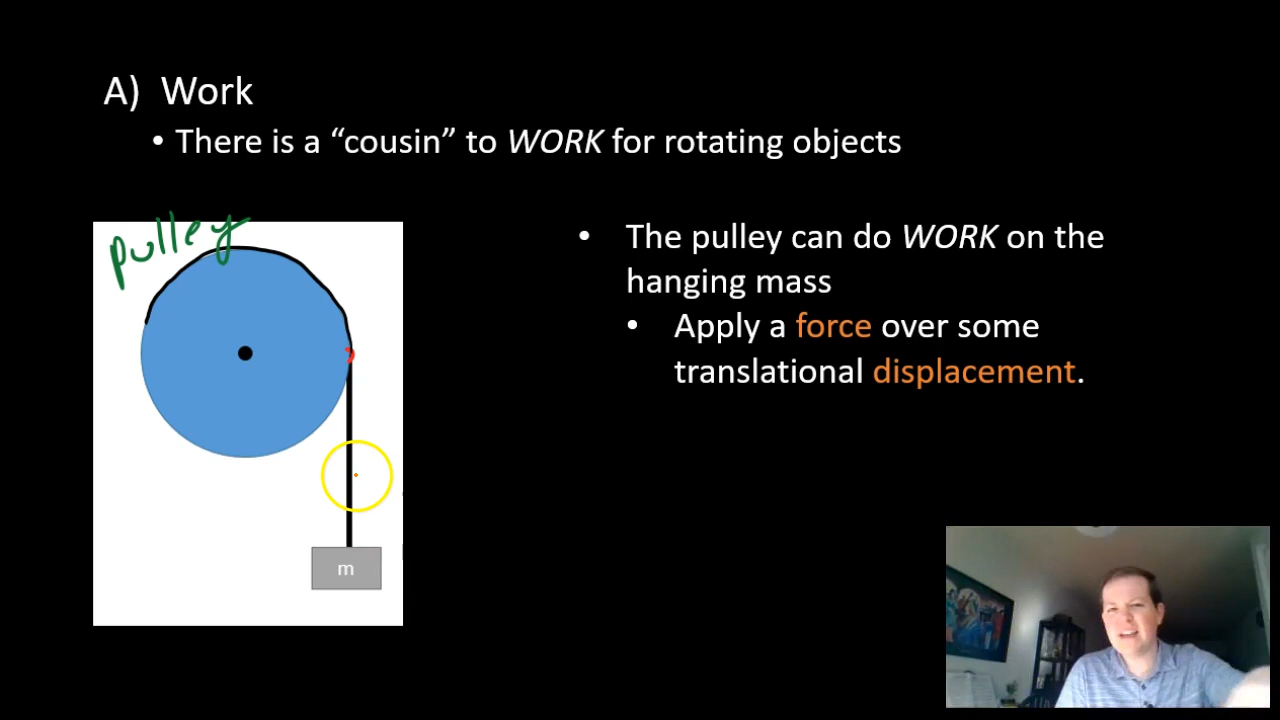 A) Work
• There is a “cousin” to WORK for rotating objects
pulley
• The pulley can do WORK on the
hanging mass
• Apply a force over some
translational displacement.
m